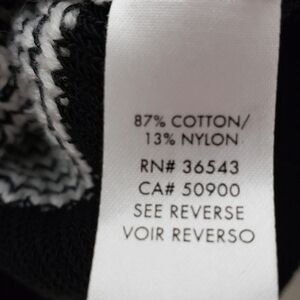 87% COTTON/
13% NYLON
RN# 36543
CA# 50900
SEE REVERSE
VOIR REVERSO